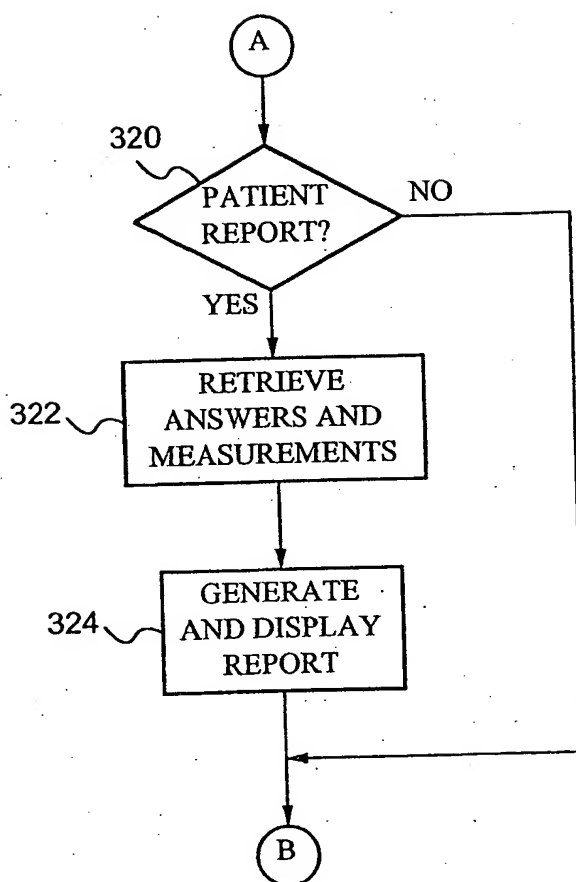 A
320
PATIENT
REPORT?
NO
YES
322
RETRIEVE
ANSWERS AND
MEASUREMENTS
324
GENERATE
AND DISPLAY
REPORT
B